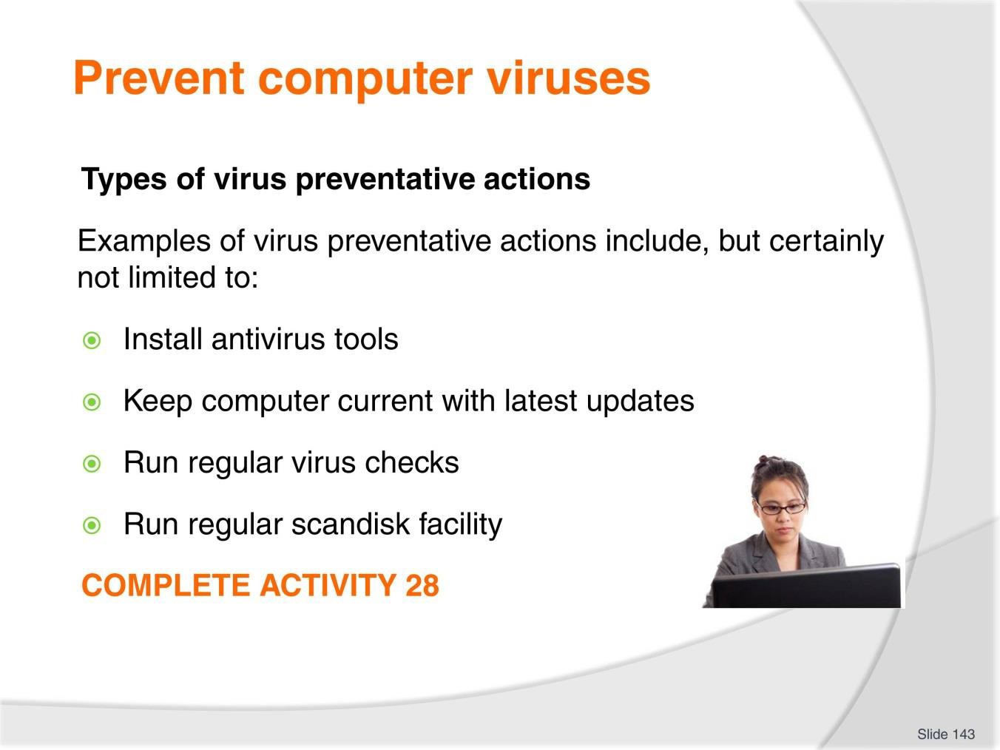 Prevent computer viruses
Types of virus preventative actions
Examples of virus preventative actions include, but certainly
not limited to:
Install antivirus tools
Keep computer current with latest updates
Run regular virus checks
Run regular scandisk facility
COMPLETE ACTIVITY 28
Slide 143